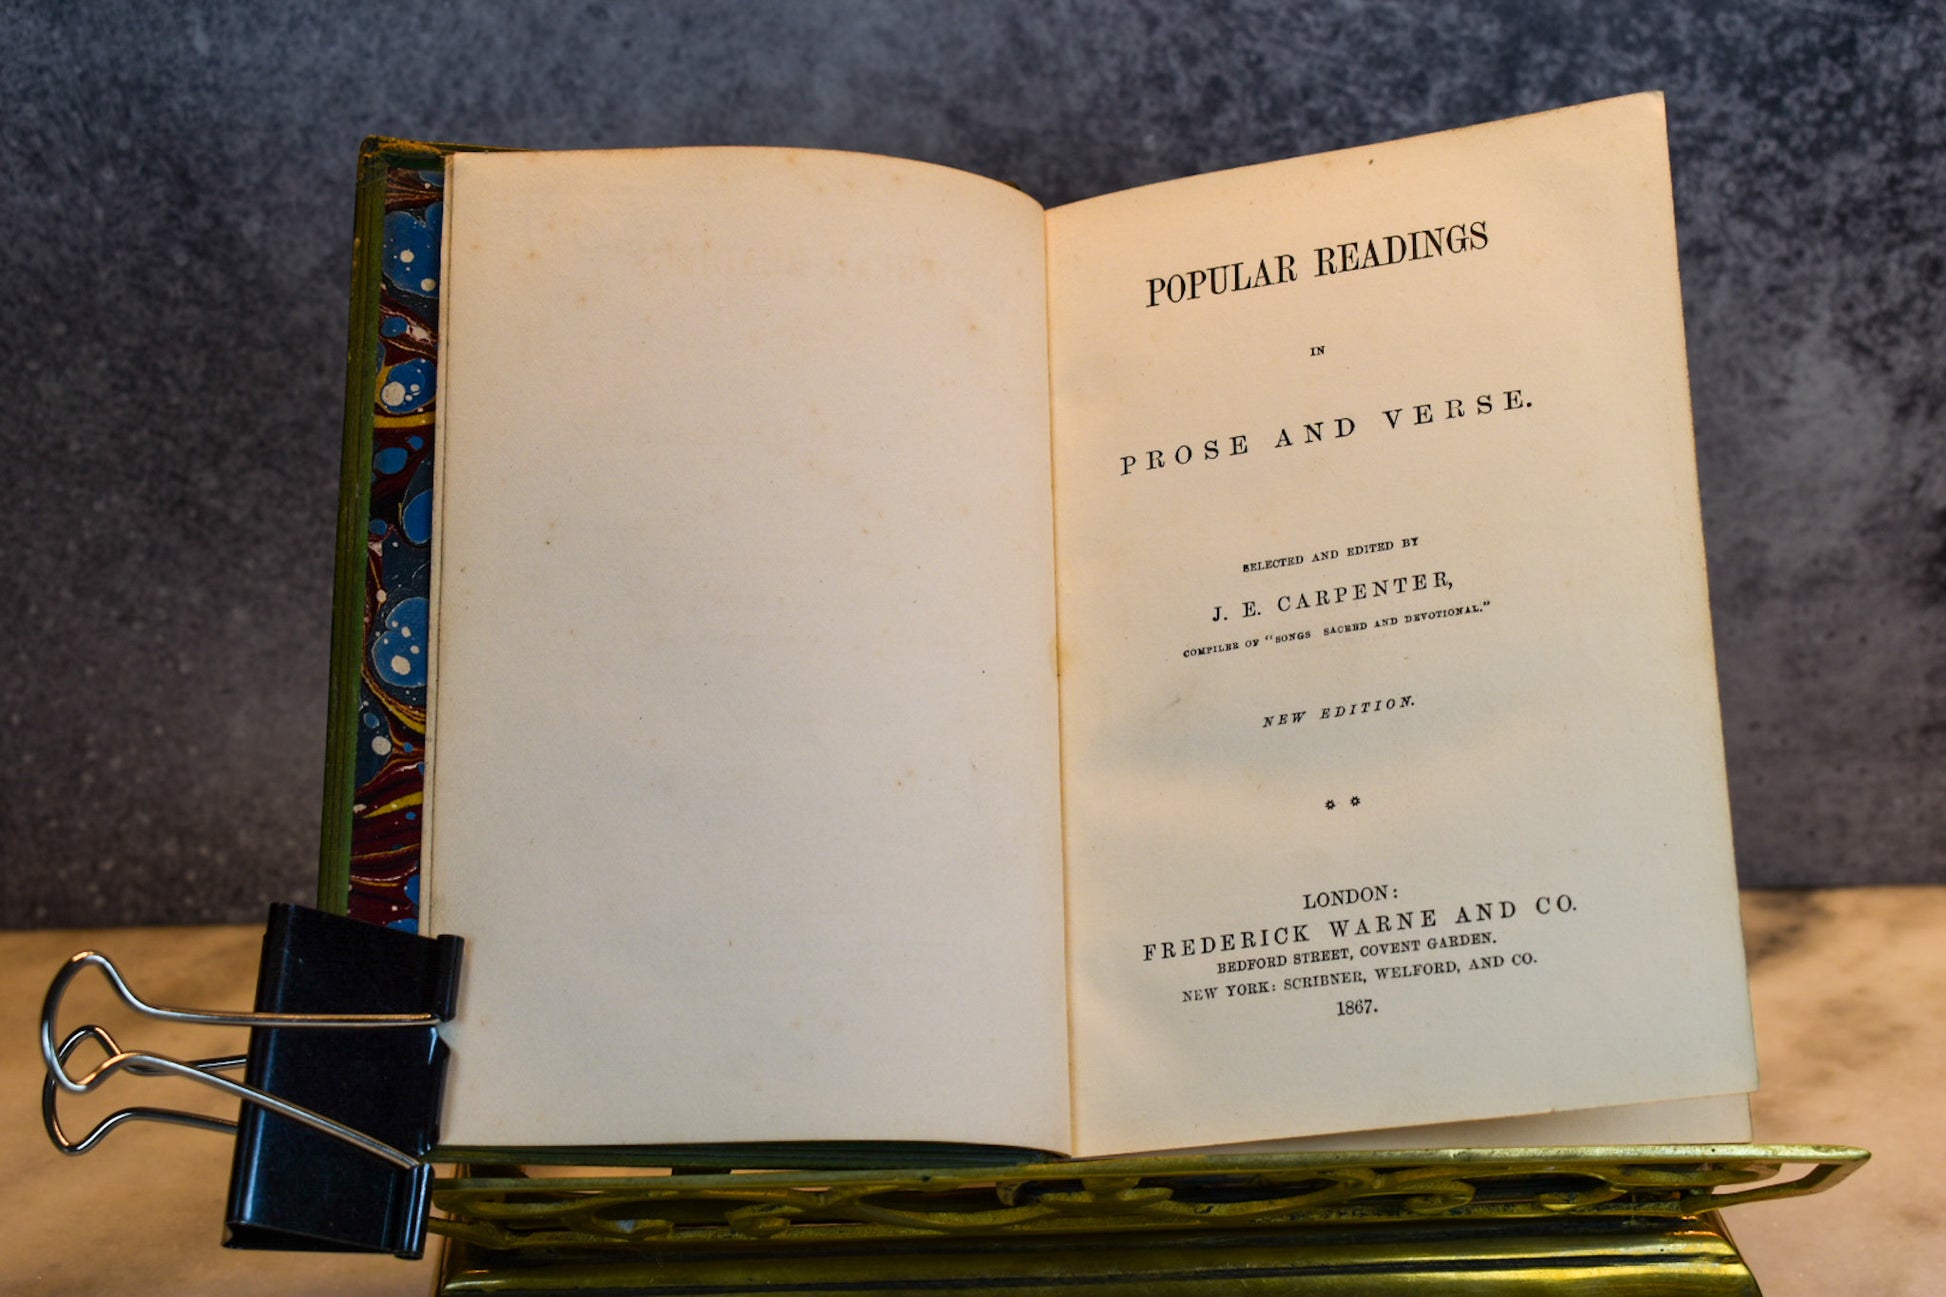 POPULAR READINGS
IN
PROSE AND VERSE.
SELECTED AND EDITED BY
J. E. CARPENTER,
COMPILER OF "SONGS SACRED AND DEVOTIONAL."
NEW EDITION.
LONDON:
FREDERICK WARNE AND CO.
BEDFORD STREET, COVENT GARDEN.
NEW YORK: SCRIBNER, WELFORD, AND CO.
1867.